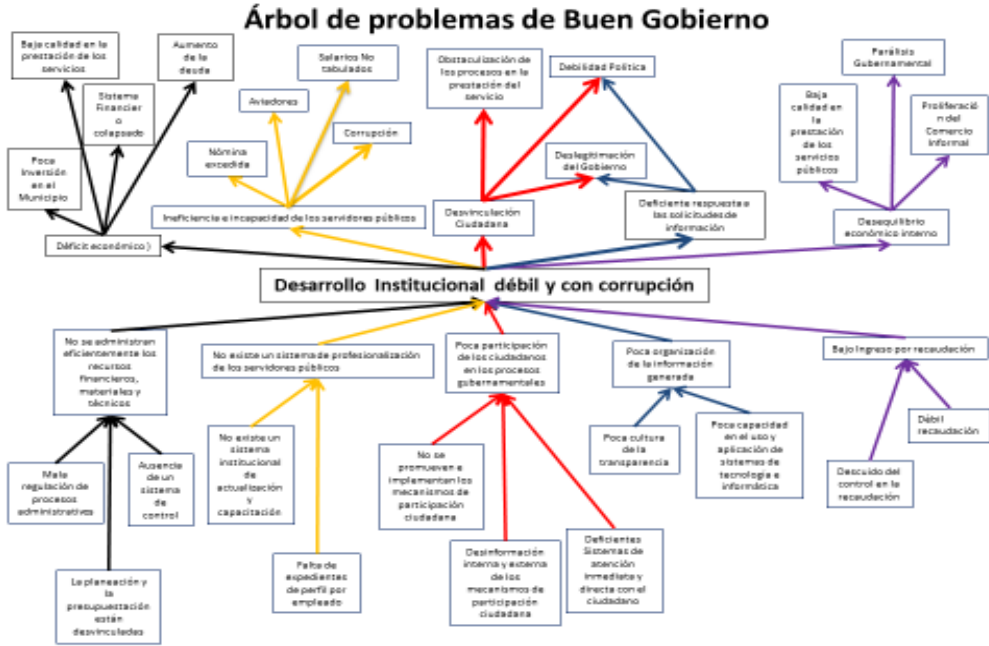 Árbol de problemas de Buen Gobierno
Baja calidad en la
prestación de los
servicios
Aumento
de la
deuda
Sistema
Financier
o
colapsado
Poca
Inversión
en el
Municipio
Déficit económico )
Salarios No
tabulados
Aviadores
Corrupción
Nómina
excedida
Ineficiencia e incapacidad de los servidores públicos
Obstaculización de
los procesos en la
prestación del
servicio
Debilidad Política
Deslegitimación
del Gobierno
Desvinculación
Ciudadana
Deficiente respuesta a
las solicitudes de
información
Parálisis
Gubernamental
Baja
calidad en
la
prestación
de los
servicios
públicos
Proliferació
n del
Comercio
Informal
Desequilibrio
económico interno
Desarrollo Institucional débil y con corrupción
No se administran
eficientemente los
recursos
financieros,
materiales y
técnicos
No existe un sistema de profesionalización
de los servidores públicos
Poca participación
de los ciudadanos
en los procesos
gubernamentales
Poca organización
de la información
generada
Bajo Ingreso por recaudación
Mala
regulación de
procesos
administrativos
Ausencia
de un
sistema
de
control
No existe un
sistema
institucional
de
actualización
y
capacitación
No se
promueven e
implementan los
mecanismos de
participación
ciudadana
Poca cultura
de la
transparencia
Poca capacidad
en el uso y
aplicación de
sistemas de
tecnología e
informática
Débil
recaudación
Descuido del
control en la
recaudación
La planeación y
la
presupuestación
están
desvinculadas
Falta de
expedientes
de perfil por
empleado
Desinformación
interna y externa
de los
mecanismos de
participación
ciudadana
Deficientes
Sistemas de
atención
inmediata y
directa con el
ciudadano